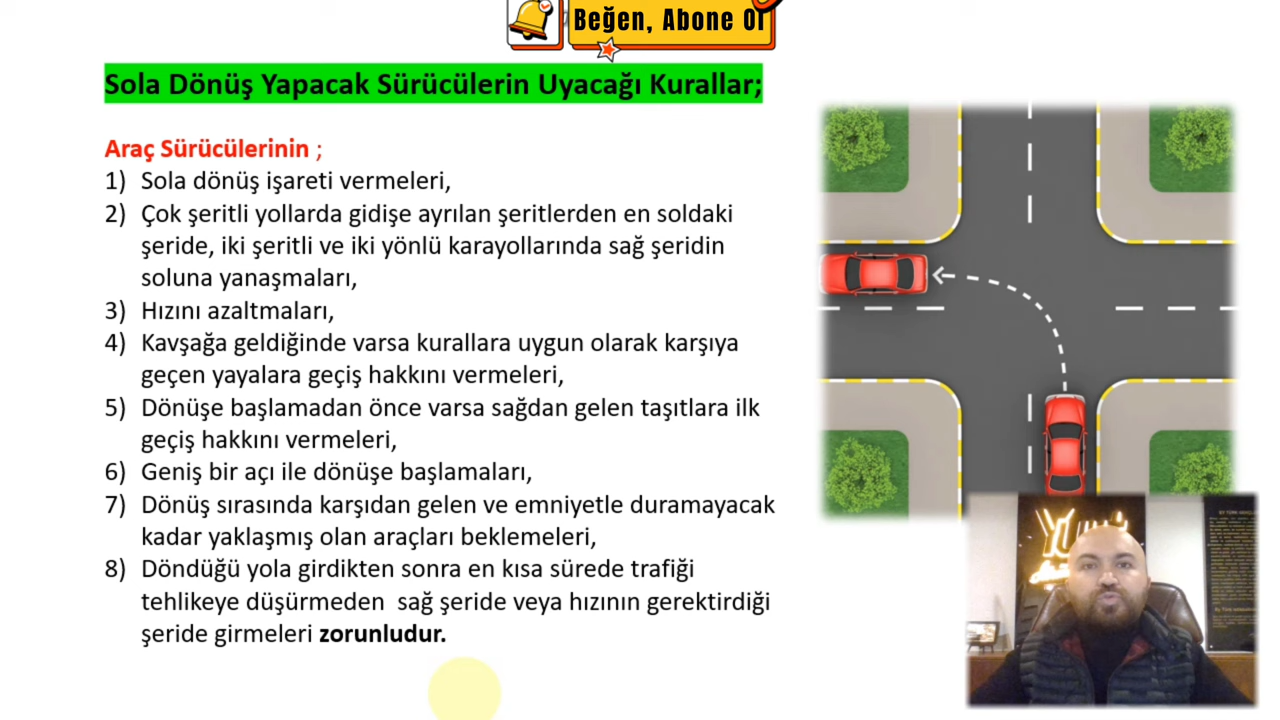 Beğen, Abone Ol
Sola Dönüş Yapacak Sürücülerin Uyacağı Kurallar;
Araç Sürücülerinin ;
1) Sola dönüş işareti vermeleri,
2) Çok şeritli yollarda gidişe ayrılan şeritlerden en soldaki
şeride, iki şeritli ve iki yönlü karayollarında sağ şeridin
soluna yanaşmaları,
3) Hızını azaltmaları,
4) Kavşağa geldiğinde varsa kurallara uygun olarak karşıya
geçen yayalara geçiş hakkını vermeleri,
5) Dönüşe başlamadan önce varsa sağdan gelen taşıtlara ilk
geçiş hakkını vermeleri,
6) Geniş bir açı ile dönüşe başlamaları,
7) Dönüş sırasında karşıdan gelen ve emniyetle duramayacak
kadar yaklaşmış olan araçları beklemeleri,
8) Döndüğü yola girdikten sonra en kısa sürede trafiği
tehlikeye düşürmeden sağ şeride veya hızının gerektirdiği
şeride girmeleri zorunludur.